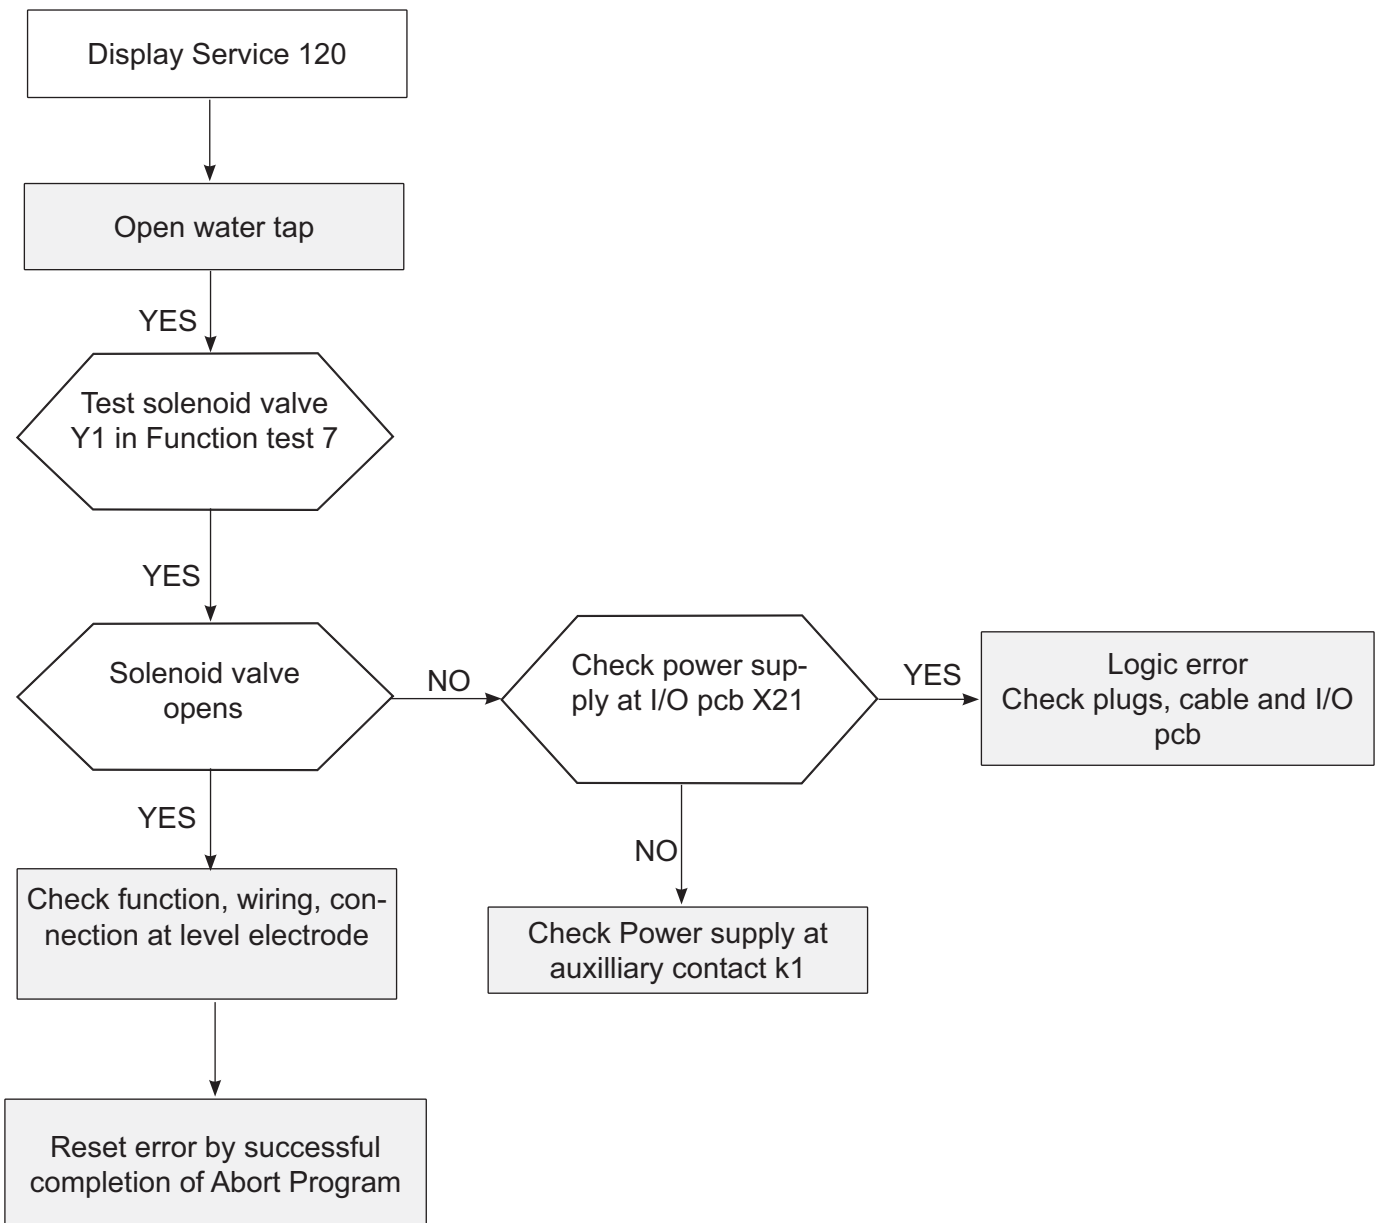 Display Service 120
Open water tap
YES
Test solenoid valve
Y1 in Function test 7
YES
Solenoid valve
opens
NO
Check power sup-
ply at I/O pcb X21
YES
Logic error
Check plugs, cable and I/O
pcb
YES
NO
Check function, wiring, con-
nection at level electrode
Check Power supply at
auxilliary contact k1
Reset error by successful
completion of Abort Program